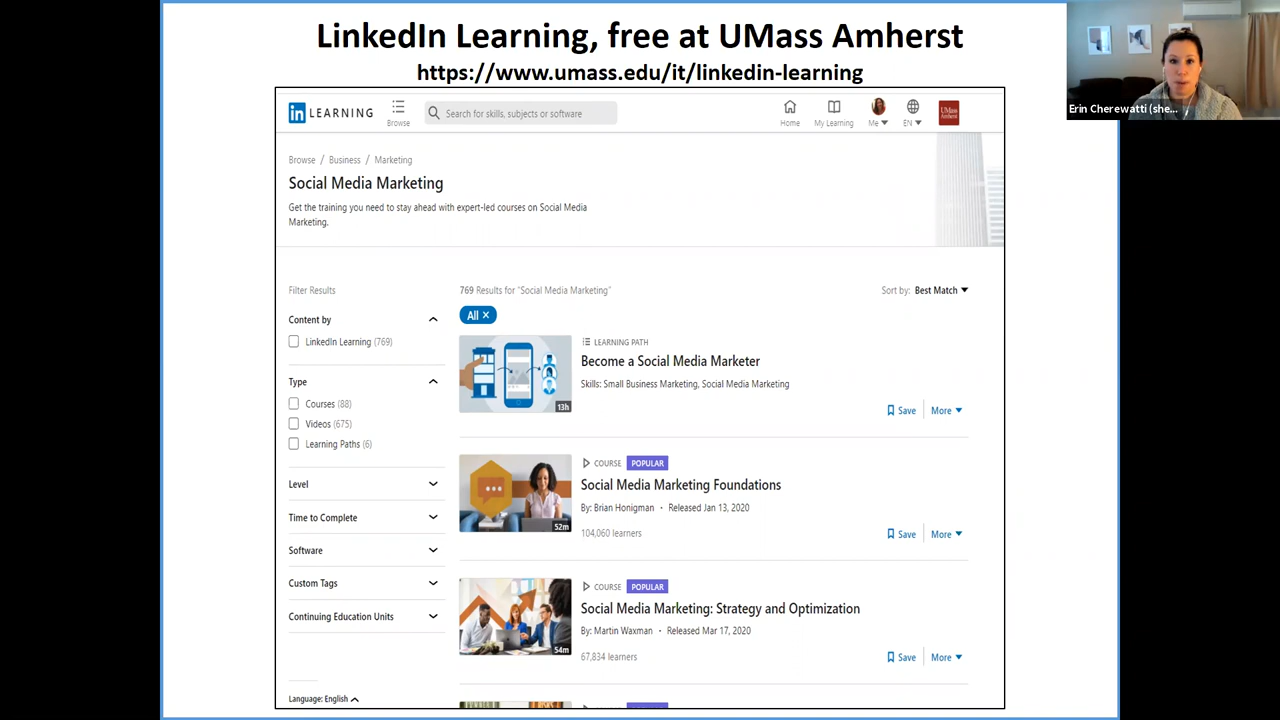 LinkedIn Learning, free at UMass Amherst
https://www.umass.edu/it/linkedin-learning
Erin Cherewatti (she...
in LEARNING
Browse
Search for skills, subjects or software
Home
My Learning
Me
EN
UMass
Amherst
Browse / Business / Marketing
Social Media Marketing
Get the training you need to stay ahead with expert-led courses on Social Media
Marketing.
Filter Results
769 Results for "Social Media Marketing"
Sort by: Best Match
All ×
Content by
LinkedIn Learning (769)
Type
Courses (88)
Videos (675)
Learning Paths (6)
Level
Time to Complete
Software
Custom Tags
Continuing Education Units
Language: English
LEARNING PATH
Become a Social Media Marketer
Skills: Small Business Marketing, Social Media Marketing
13h
Save
More
COURSE POPULAR
Social Media Marketing Foundations
By: Brian Honigman • Released Jan 13, 2020
52m
104,060 learners
Save
More
COURSE POPULAR
Social Media Marketing: Strategy and Optimization
By: Martin Waxman • Released Mar 17, 2020
54m
67,834 learners
Save
More